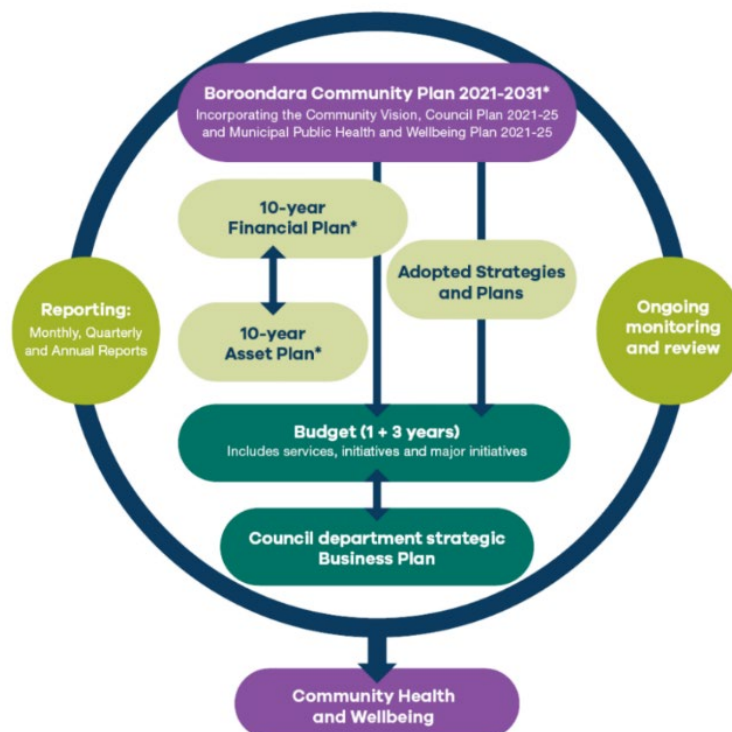 Boroondara Community Plan 2021-2031*
Incorporating the Community Vision, Council Plan 2021-25
and Municipal Public Health and Wellbeing Plan 2021-25
10-year
Financial Plan*
Adopted Strategies
and Plans
Reporting:
Monthly, Quarterly
and Annual Reports
10-year
Asset Plan*
Ongoing
monitoring
and review
Budget (1 + 3 years)
Includes services, initiatives and major initiatives
Council department strategic
Business Plan
Community Health
and Wellbeing